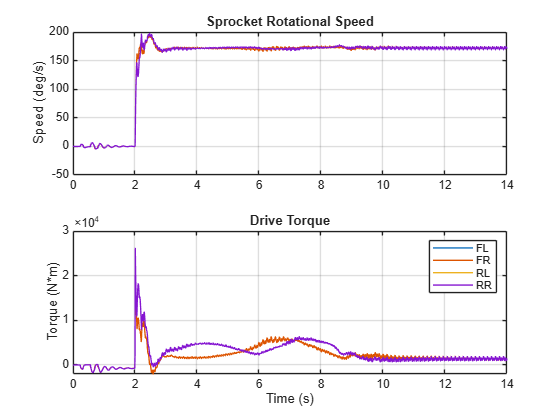 Sprocket Rotational Speed
200
150
100
50
0
-50
Speed (deg/s)
0 2 4 6 8 10 12 14
Drive Torque
×10⁴
3
2
1
0
Torque (N*m)
FL
FR
RL
RR
0 2 4 6 8 10 12 14
Time (s)